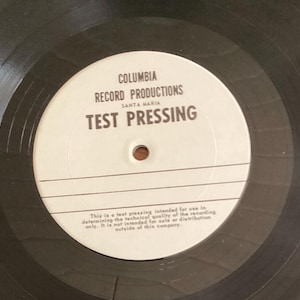 COLUMBIA
RECORD PRODUCTIONS
SANTA MARIA
TEST PRESSING
This is a test pressing intended for use in
determining the technical quality of the recording
only. It is not intended for sale or distribution
outside of this company.